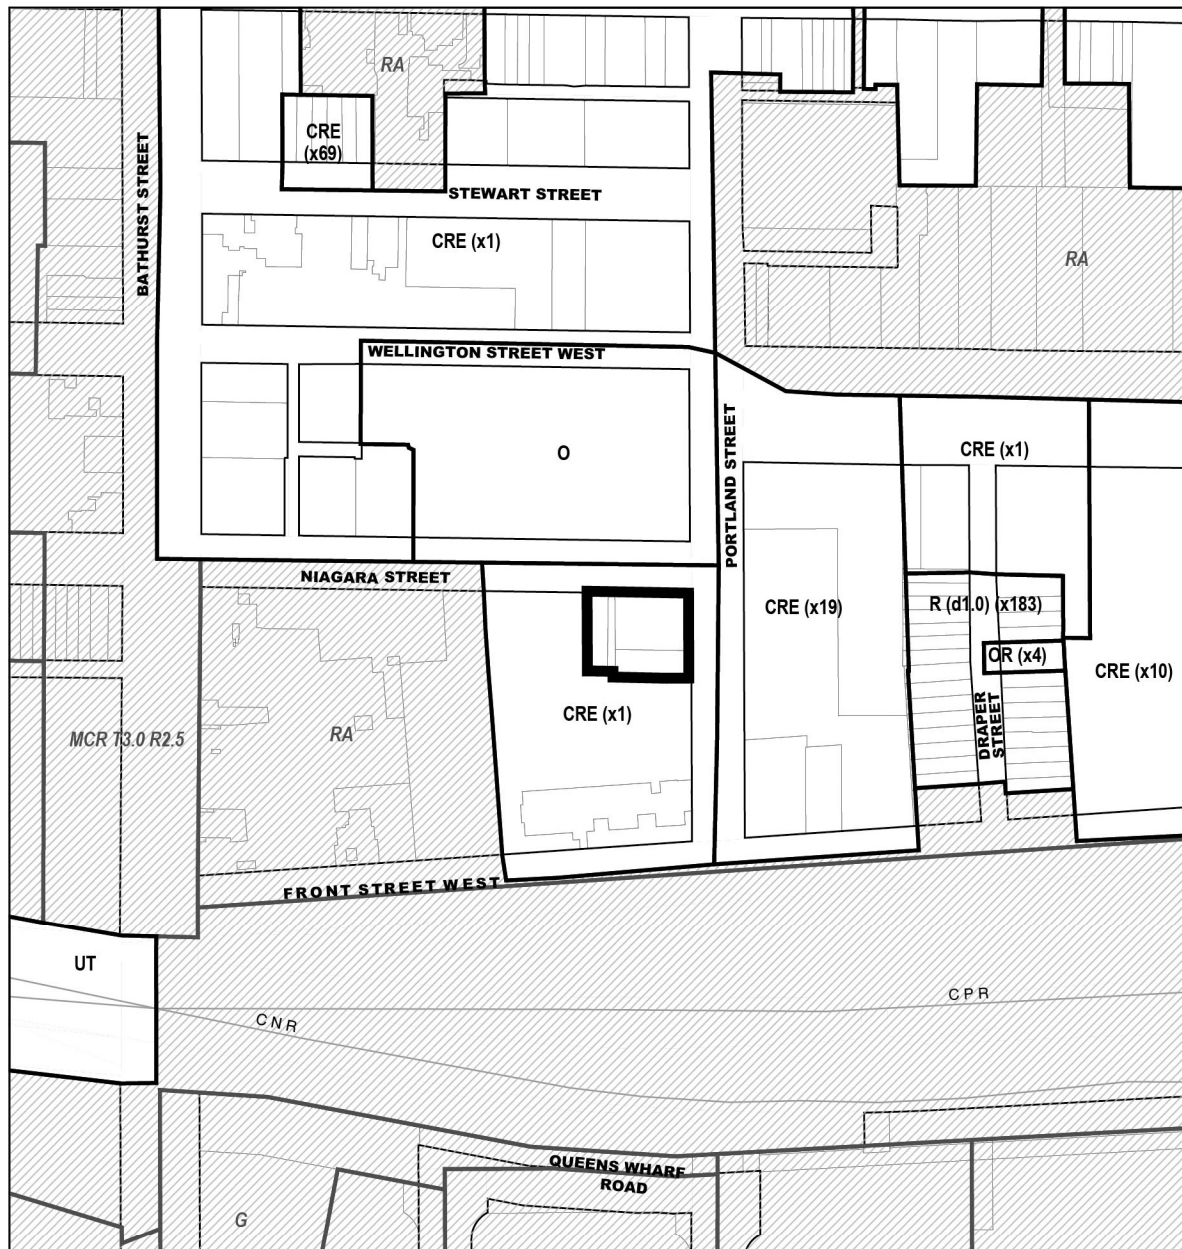 RA
CRE
(x69)
BATHURST STREET
STEWART STREET
CRE (x1)
RA
WELLINGTON STREET WEST
PORTLAND STREET
O
CRE (x1)
NIAGARA STREET
CRE (x19)
R (d1.0) (x183)
OR (x4)
CRE (x10)
CRE (x1)
DRAPER
STREET
MCR T3.0 R2.5
RA
FRONT STREET WEST
UT
CPR
CNR
QUEENS WHARF
ROAD
G